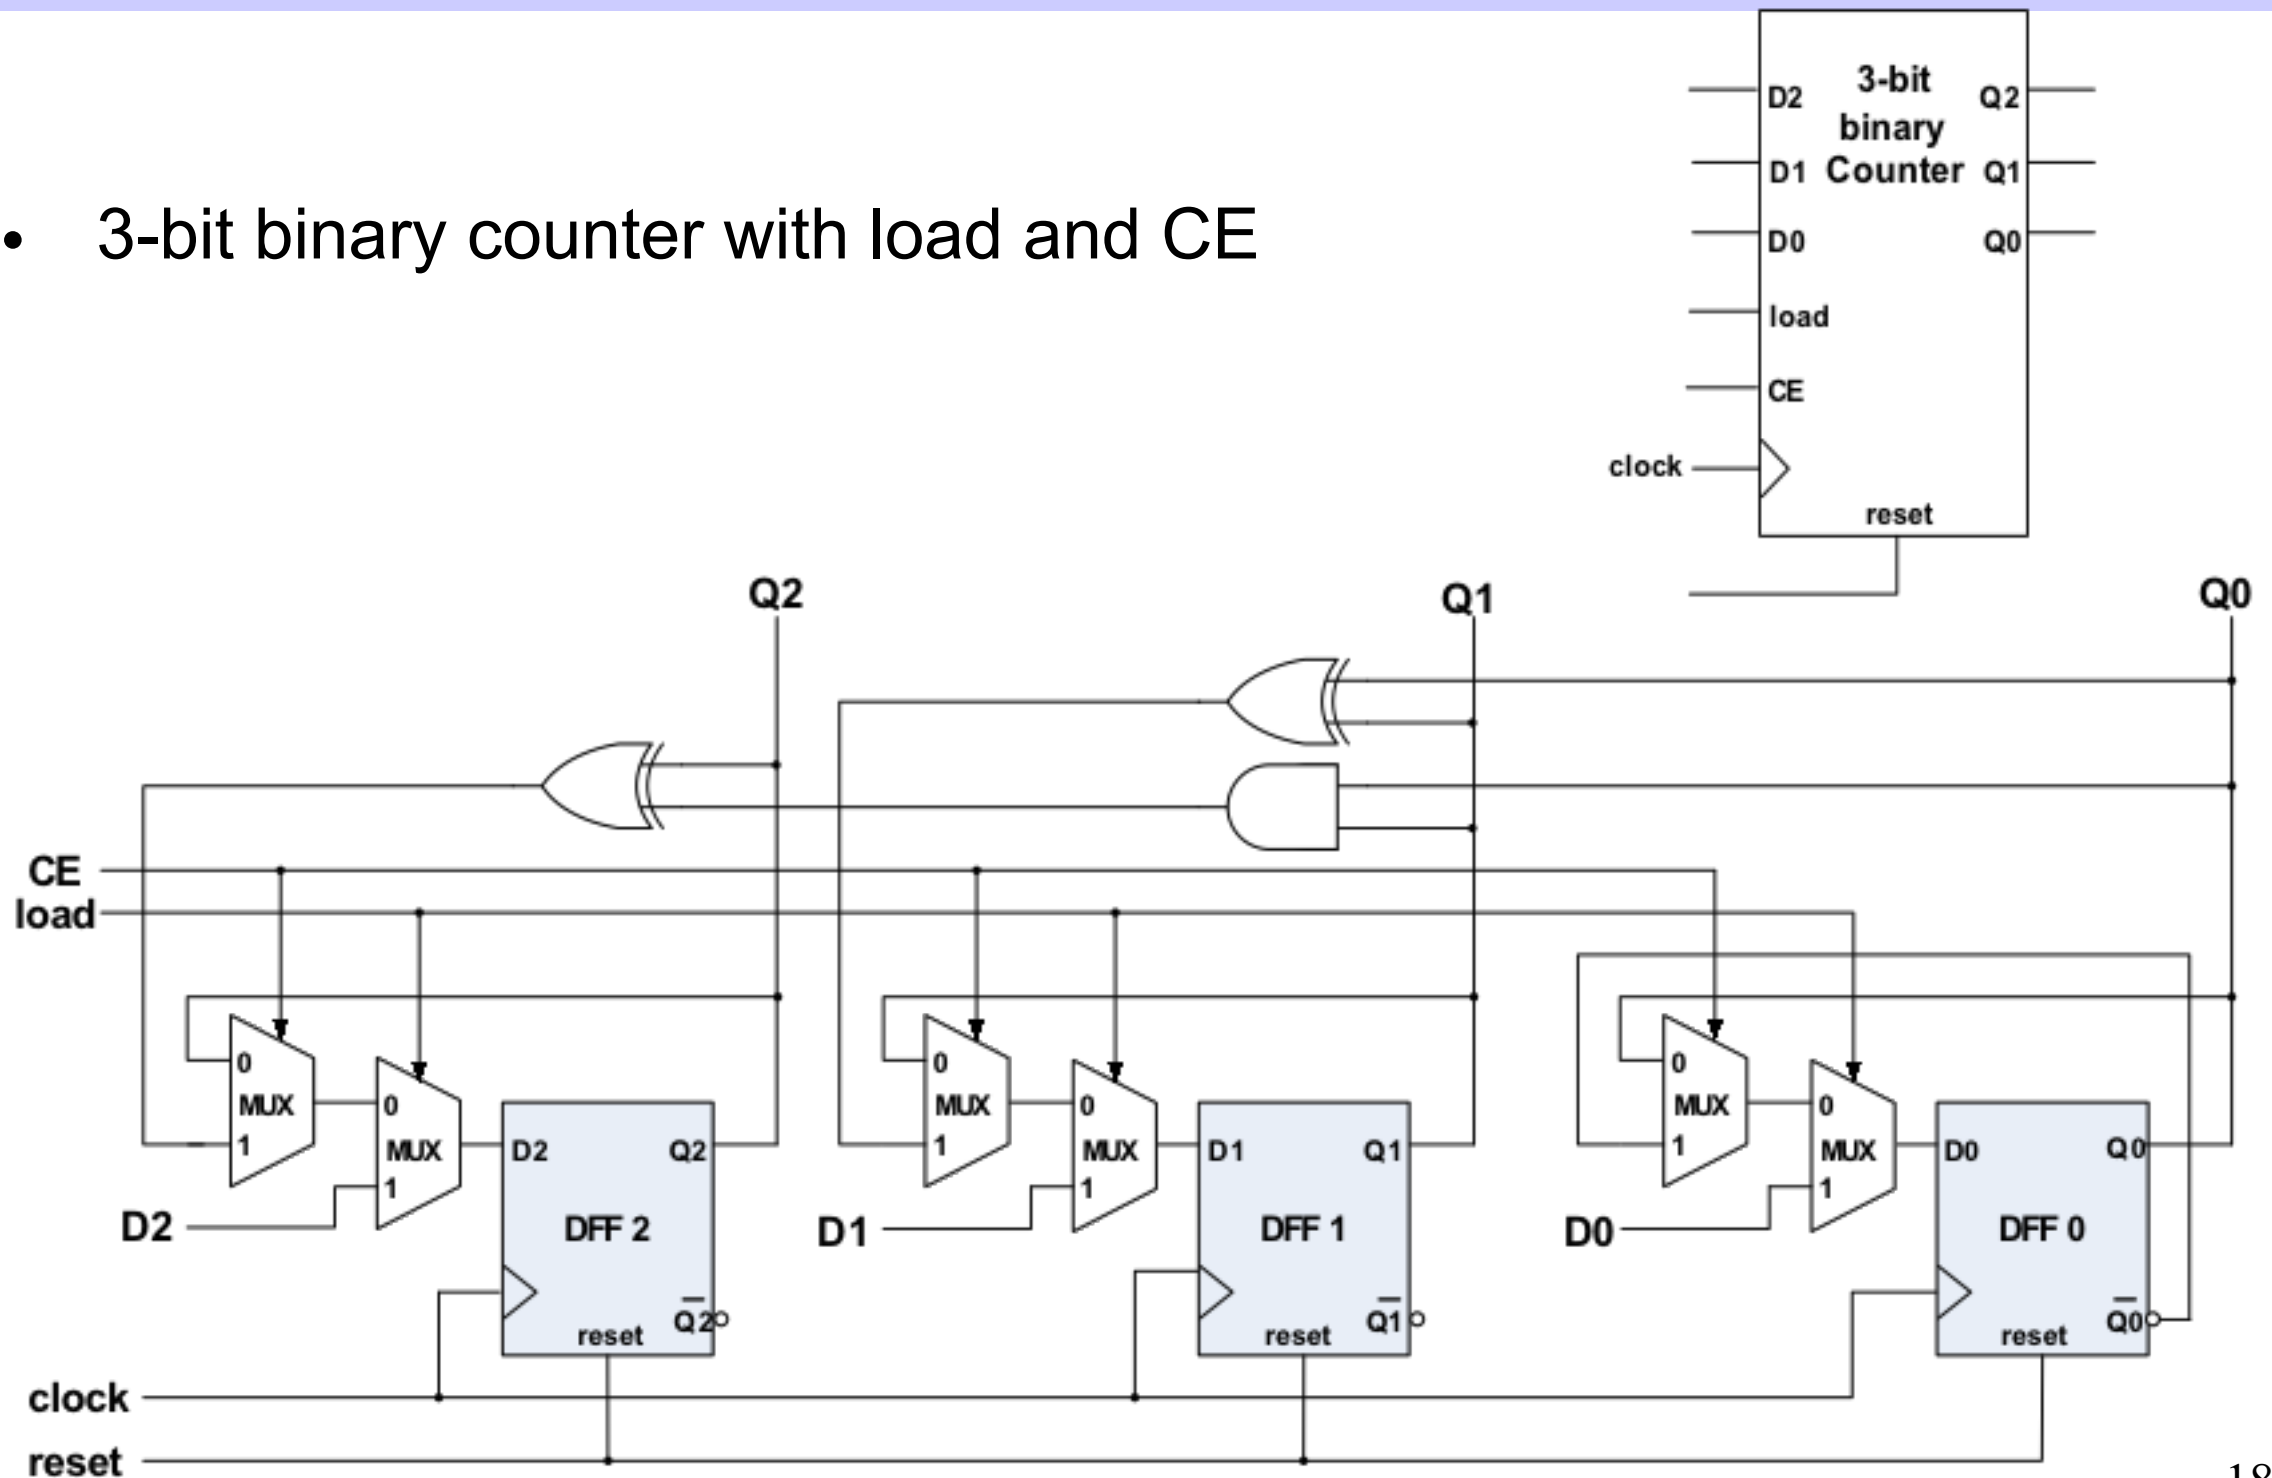 3-bit
D2 binary Q2
D1 Counter Q1
• 3-bit binary counter with load and CE
D0 Q0
load
CE
clock
reset
Q2 Q1 Q0
CE
load
0 0 0
MUX 0 MUX 0 MUX 0
1 MUX D2 Q2 1 MUX D1 Q1 1 MUX D0 Q0
1 1 1
D2 DFF 2 D1 DFF 1 D0 DFF 0
reset Q̅2̅ reset Q̅1̅ reset Q̅0̅
clock
reset